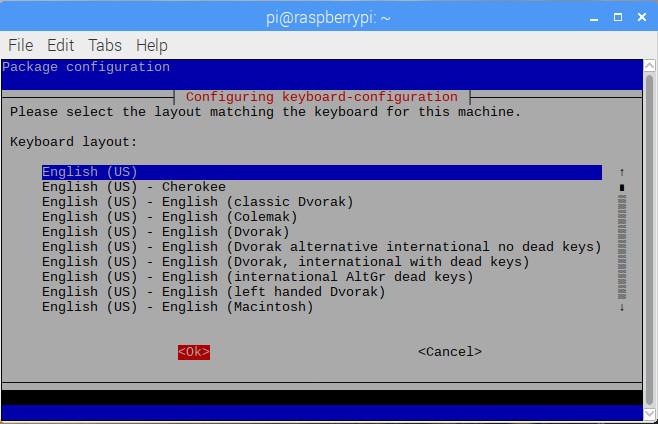 pi@raspberrypi: ~
File Edit Tabs Help
Package configuration
Configuring keyboard-configuration
Please select the layout matching the keyboard for this machine.
Keyboard layout:
English (US)
English (US) - Cherokee
English (US) - English (classic Dvorak)
English (US) - English (Colemak)
English (US) - English (Dvorak)
English (US) - English (Dvorak alternative international no dead keys)
English (US) - English (Dvorak, international with dead keys)
English (US) - English (international AltGr dead keys)
English (US) - English (left handed Dvorak)
English (US) - English (Macintosh)
<Ok> <Cancel>